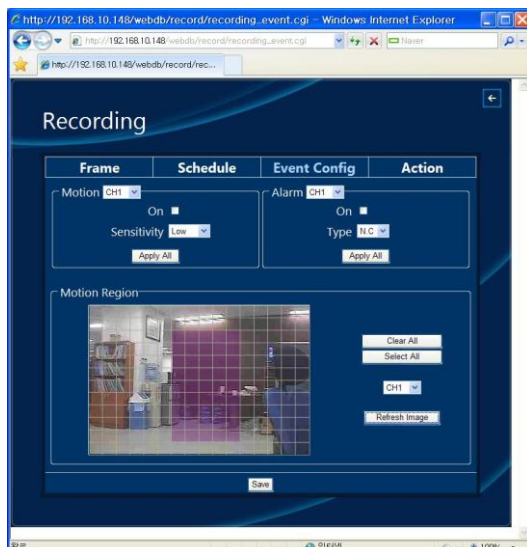 http://192.168.10.148/webdb/record/recording_event.cgi - Windows Internet Explorer
http://192.168.10.148/webdb/record/recording_event.cgi
Naver
http://192.168.10.148/webdb/record/rec...
Recording
Frame Schedule Event Config Action
Motion CH1 Alarm CH1
On On
Sensitivity Low Type N.C
Apply All Apply All
Motion Region
Clear All
Select All
CH1
Refresh Image
Save
100%